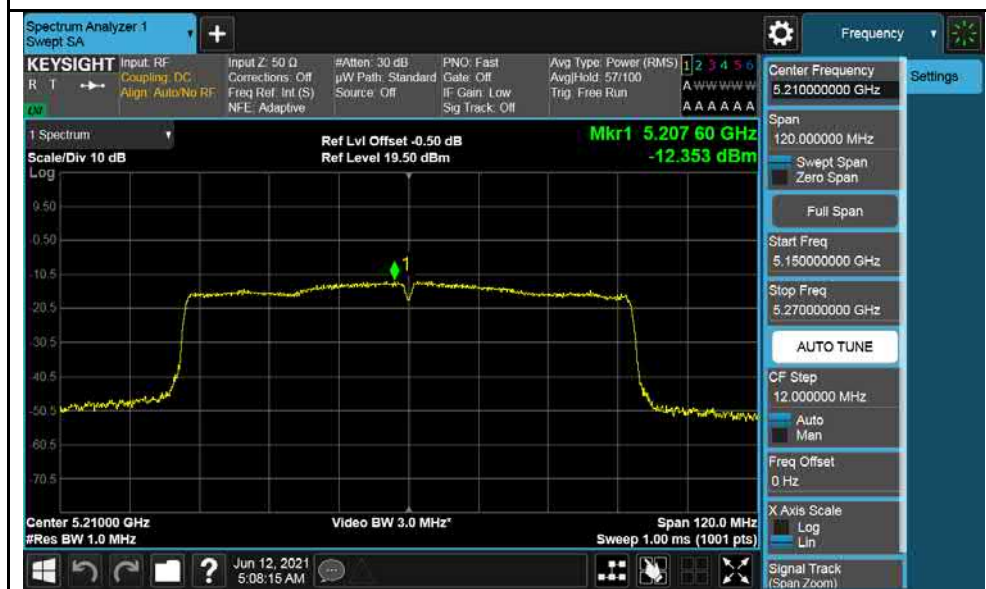 Spectrum Analyzer 1
Swept SA
+
Frequency
KEYSIGHT
R T
LXI
Input: RF
Coupling: DC
Align: Auto/No RF
Input Z: 50 Ω
Corrections: Off
Freq Ref: Int (S)
NFE: Adaptive
#Atten: 30 dB
µW Path: Standard
Source: Off
PNO: Fast
Gate: Off
IF Gain: Low
Sig Track: Off
Avg Type: Power (RMS)
Avg|Hold: 57/100
Trig: Free Run
1 2 3 4 5 6
A W W W W W
A A A A A A
1 Spectrum
Scale/Div 10 dB
Log
Ref Lvl Offset -0.50 dB
Ref Level 19.50 dBm
Mkr1 5.207 60 GHz
-12.353 dBm
9.50
-0.50
-10.5
-20.5
-30.5
-40.5
-50.5
-60.5
-70.5
1
Center 5.21000 GHz
#Res BW 1.0 MHz
Video BW 3.0 MHz*
Span 120.0 MHz
Sweep 1.00 ms (1001 pts)
Center Frequency
5.210000000 GHz
Span
120.000000 MHz
Swept Span
Zero Span
Full Span
Start Freq
5.150000000 GHz
Stop Freq
5.270000000 GHz
AUTO TUNE
CF Step
12.000000 MHz
Auto
Man
Freq Offset
0 Hz
X Axis Scale
Log
Lin
Signal Track
(Span Zoom)
Settings
?
Jun 12, 2021
5:08:15 AM